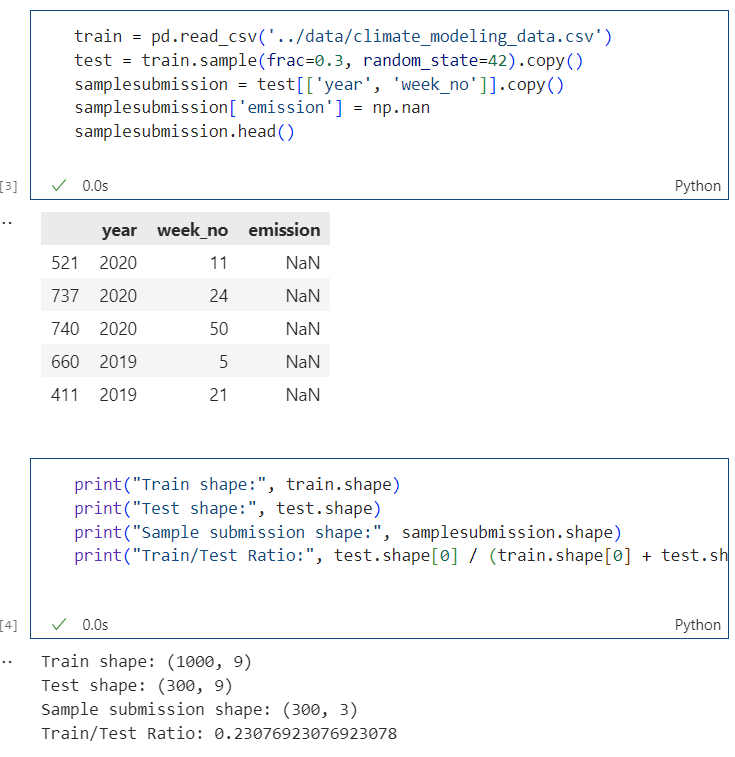 train = pd.read_csv('../data/climate_modeling_data.csv')
test = train.sample(frac=0.3, random_state=42).copy()
samplesubmission = test[['year', 'week_no']].copy()
samplesubmission['emission'] = np.nan
samplesubmission.head()
[3] ✓ 0.0s Python
year week_no emission
521 2020 11 NaN
737 2020 24 NaN
740 2020 50 NaN
660 2019 5 NaN
411 2019 21 NaN
print("Train shape:", train.shape)
print("Test shape:", test.shape)
print("Sample submission shape:", samplesubmission.shape)
print("Train/Test Ratio:", test.shape[0] / (train.shape[0] + test.sh
[4] ✓ 0.0s Python
Train shape: (1000, 9)
Test shape: (300, 9)
Sample submission shape: (300, 3)
Train/Test Ratio: 0.23076923076923078